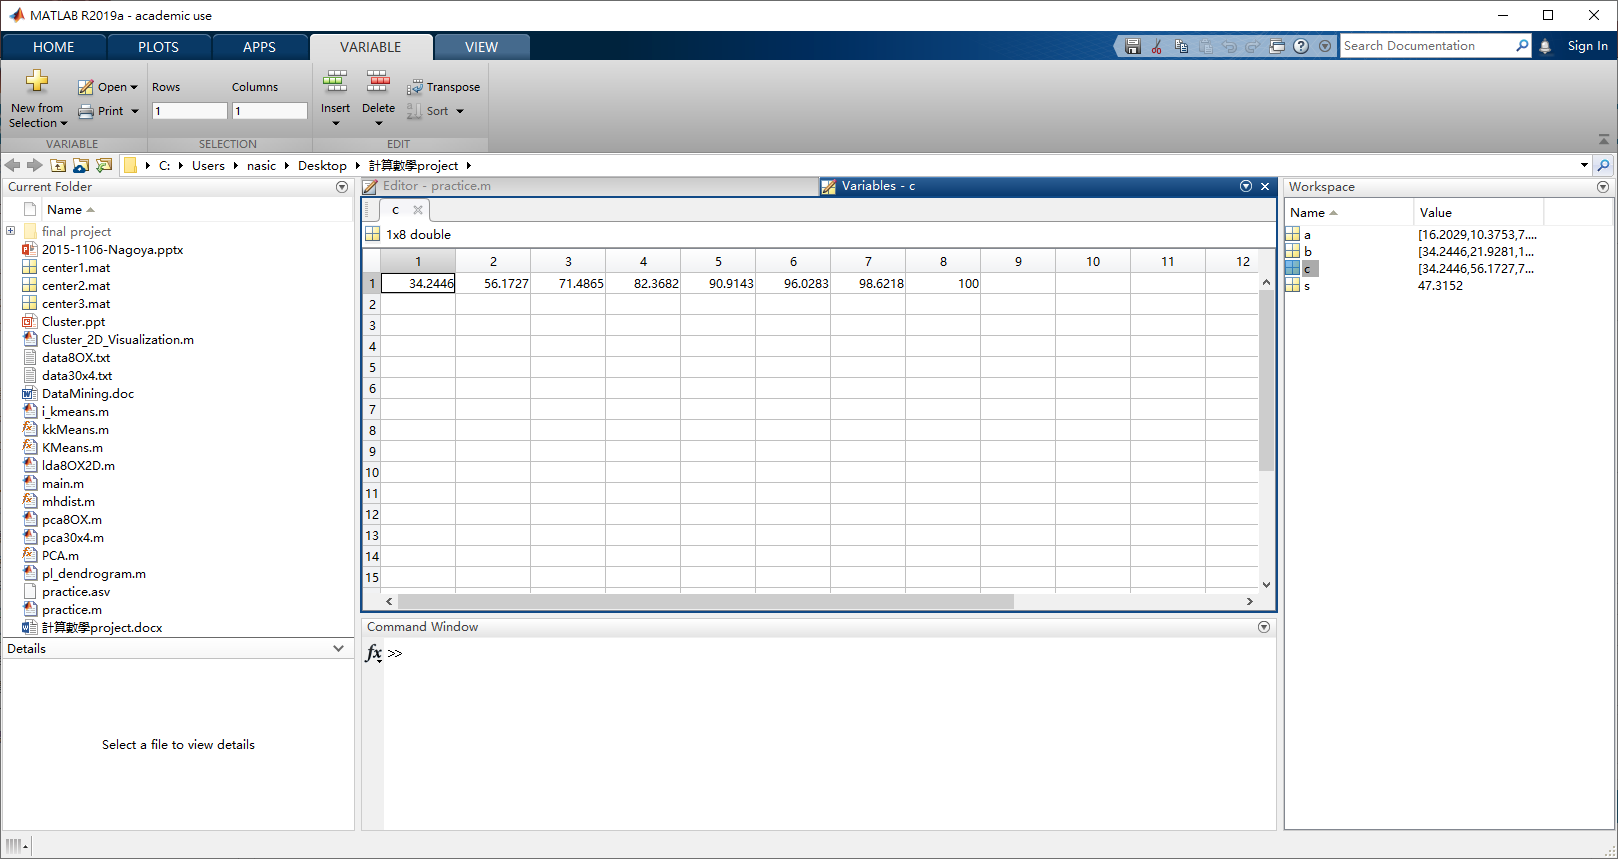 MATLAB R2019a - academic use
HOME PLOTS APPS VARIABLE VIEW
Search Documentation
Sign In
New from Selection
Open
Print
VARIABLE
Rows Columns
1 1
SELECTION
Insert
Delete
Transpose
Sort
EDIT
C: Users nasic Desktop 計算數學project
Current Folder
Name
final project
2015-1106-Nagoya.pptx
center1.mat
center2.mat
center3.mat
Cluster.ppt
Cluster_2D_Visualization.m
data8OX.txt
data30x4.txt
DataMining.doc
i_kmeans.m
kkMeans.m
KMeans.m
lda8OX2D.m
main.m
mhdist.m
pca8OX.m
pca30x4.m
PCA.m
pl_dendrogram.m
practice.asv
practice.m
計算數學project.docx
Details
Select a file to view details
Editor - practice.m
Variables - c
c
1x8 double
1 2 3 4 5 6 7 8 9 10 11 12
1 34.2446 56.1727 71.4865 82.3682 90.9143 96.0283 98.6218 100
2
3
4
5
6
7
8
9
10
11
12
13
14
15
Command Window
fx >>
Workspace
Name Value
a [16.2029,10.3753,7....
b [34.2446,21.9281,1...
c [34.2446,56.1727,7...
s 47.3152